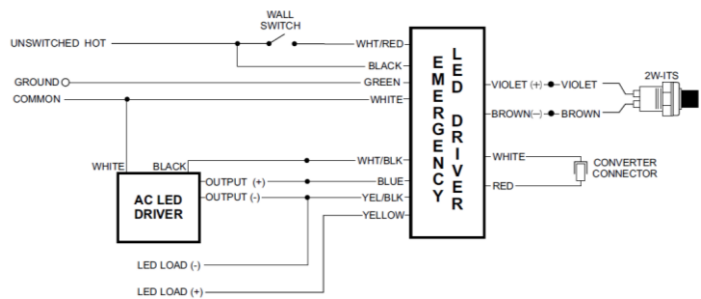 WALL
SWITCH
UNSWITCHED HOT
WHT/RED
BLACK
GROUND
GREEN
COMMON
WHITE
LED DRIVER
EMERGENCY
VIOLET (+)
VIOLET
2W-ITS
BROWN(–)
BROWN
WHITE
BLACK
WHT/BLK
WHITE
CONVERTER
CONNECTOR
OUTPUT (+)
BLUE
RED
AC LED
DRIVER
OUTPUT (-)
YEL/BLK
YELLOW
LED LOAD (-)
LED LOAD (+)